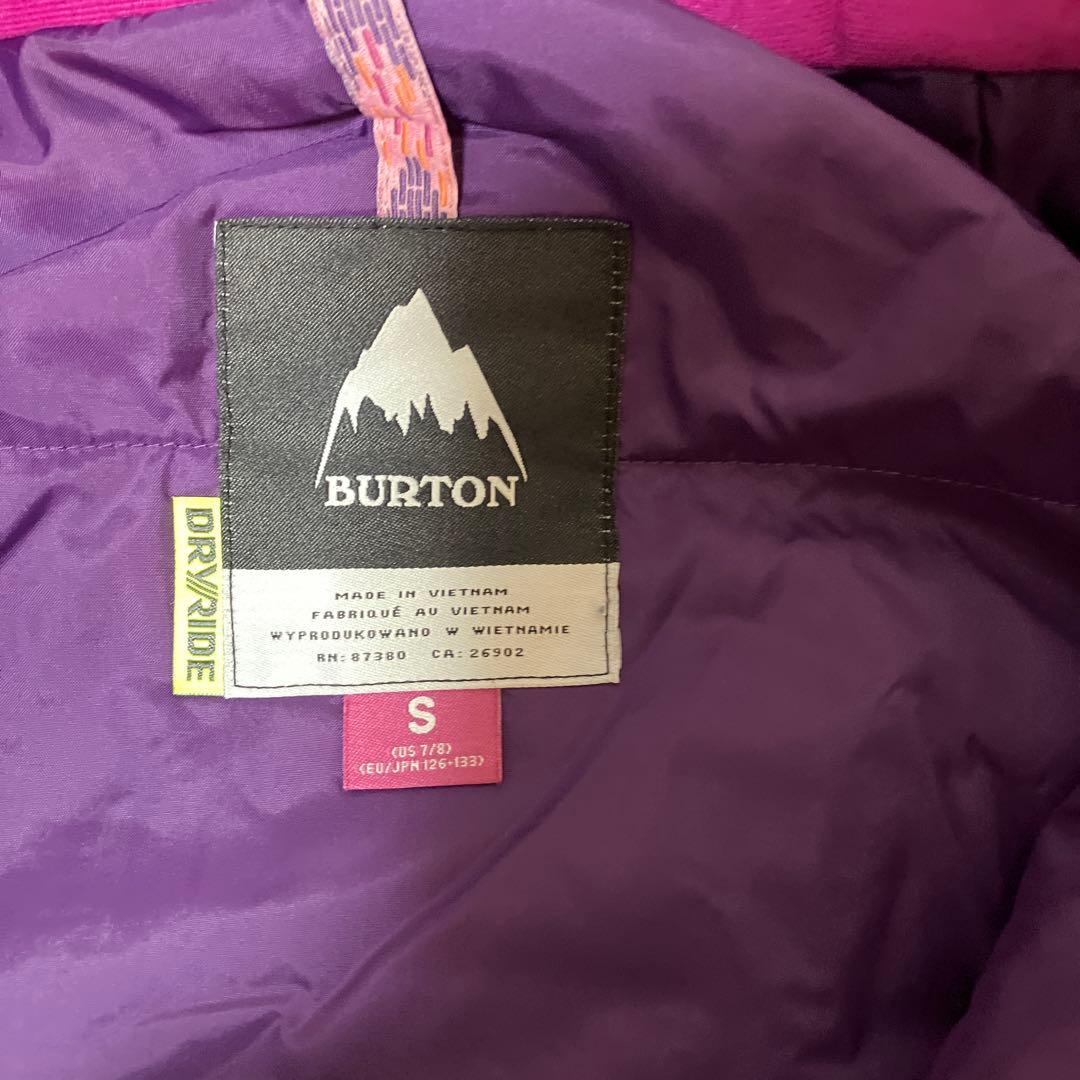 BURTON
DRY//RIDE
MADE IN VIETNAM
FABRIQUÉ AU VIETNAM
WYPRODUKOWANO W WIETNAMIE
RN: 87380 CA: 26902
S
<US 7/8>
<EU/JPN 126-133>